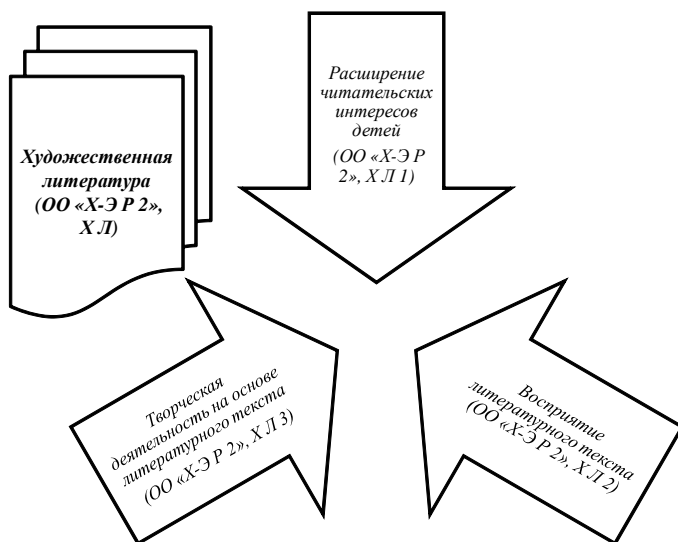 Художественная
литература
(ОО «Х-Э Р 2»,
Х Л)
Расширение
читательских
интересов
детей
(ОО «Х-Э Р
2», Х Л 1)
Творческая
деятельность на основе
литературного текста
(ОО «Х-Э Р 2», Х Л 3)
Восприятие
литературного текста
(ОО «Х-Э Р 2», Х Л 2)